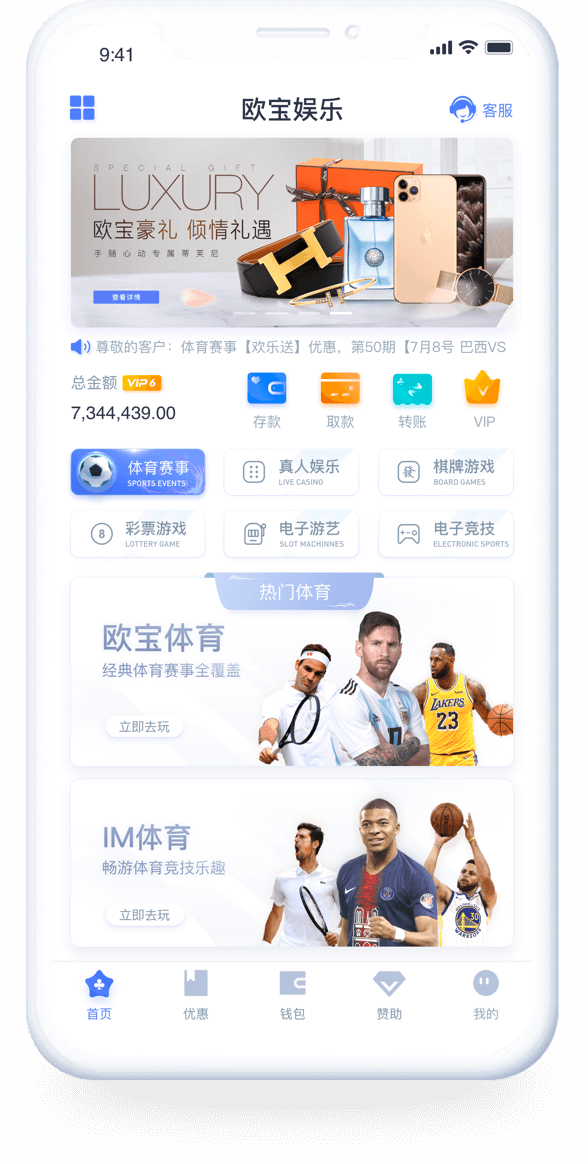 9:41
欧宝娱乐
客服
SPECIAL GIFT
LUXURY
欧宝豪礼 倾情礼遇
手随心动专属蒂芙尼
查看详情
尊敬的客户：体育赛事【欢乐送】优惠，第50期【7月8号 巴西VS
总金额 VIP6
7,344,439.00
存款
取款
转账
VIP
体育赛事
SPORTS EVENTS
真人娱乐
LIVE CASINO
棋牌游戏
BOARD GAMES
彩票游戏
LOTTERY GAME
电子游艺
SLOT MACHINNES
电子竞技
ELECTRONIC SPORTS
热门体育
欧宝体育
经典体育赛事全覆盖
立即去玩
LAKERS
23
IM体育
畅游体育竞技乐趣
立即去玩
30
WARRIORS
首页
优惠
钱包
赞助
我的